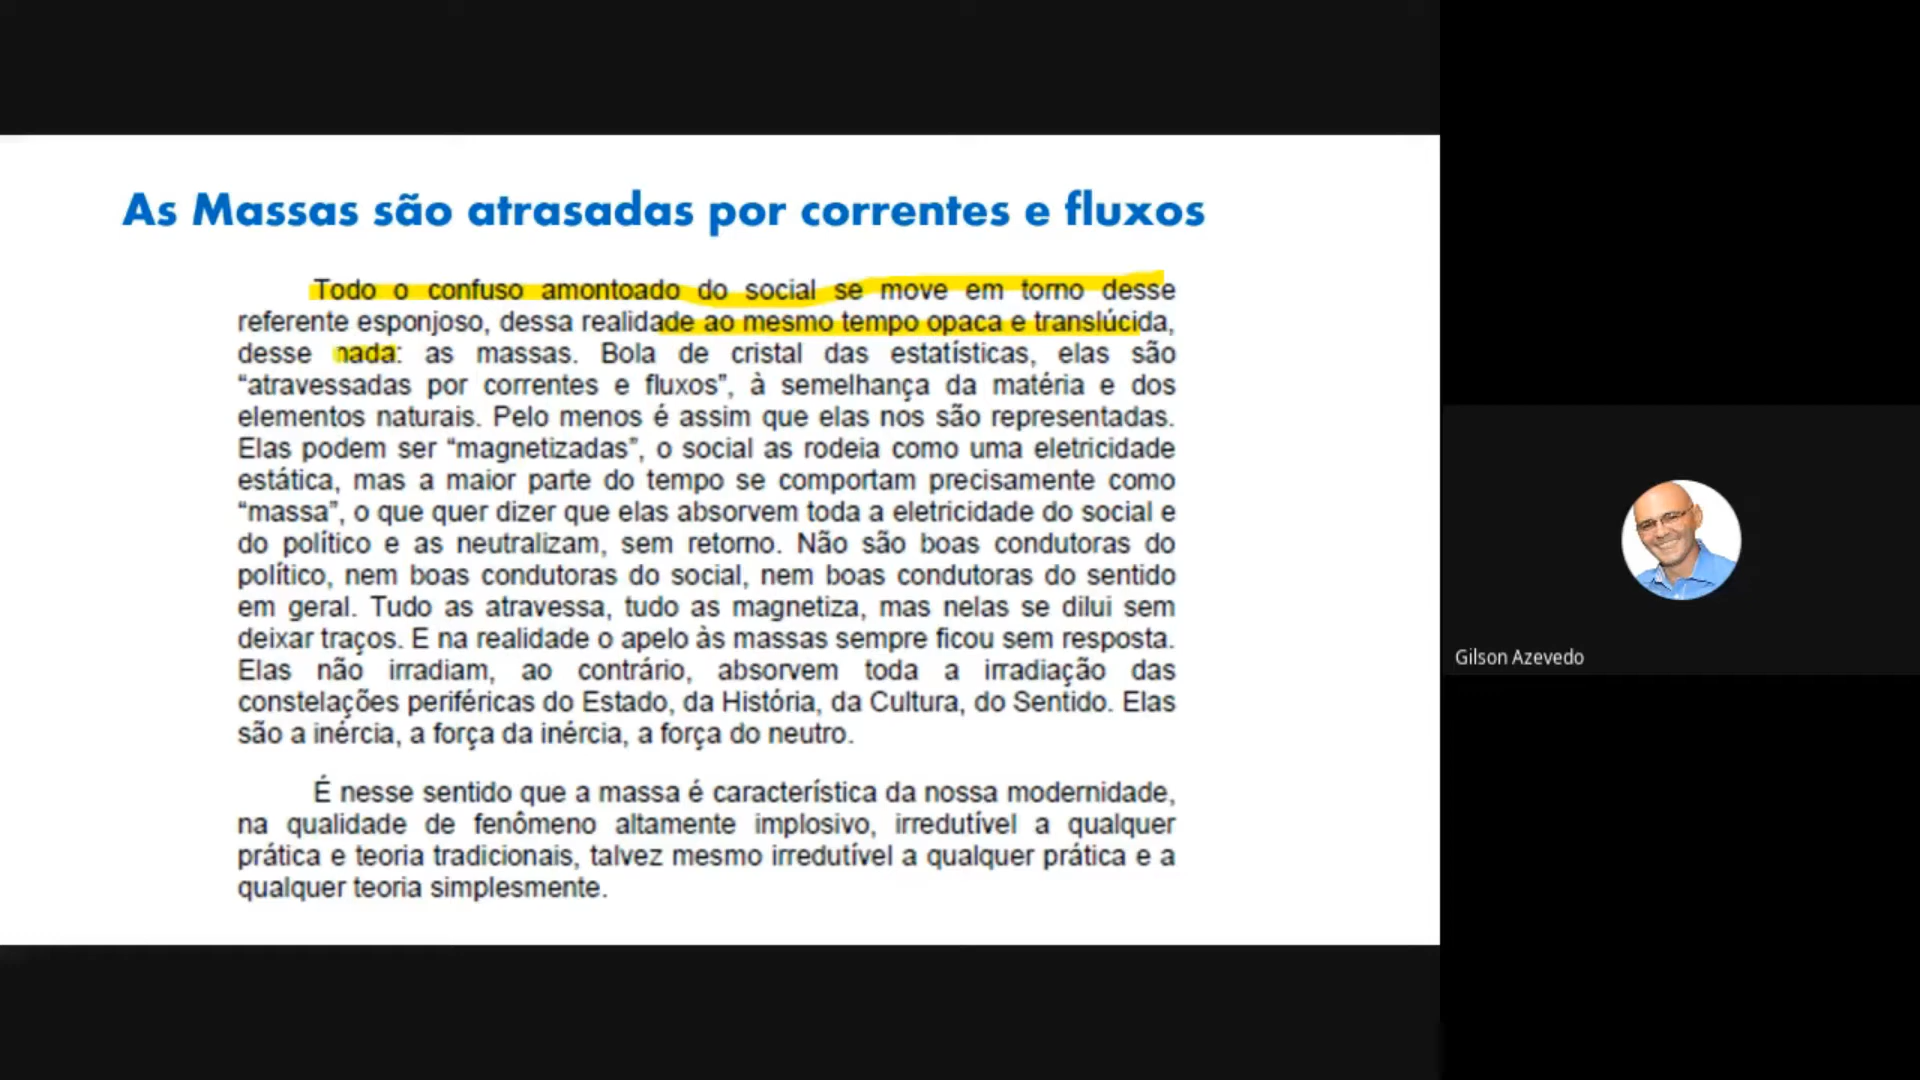 As Massas são atrasadas por correntes e fluxos
Todo o confuso amontoado do social se move em torno desse
referente esponjoso, dessa realidade ao mesmo tempo opaca e translúcida,
desse nada: as massas. Bola de cristal das estatísticas, elas são
“atravessadas por correntes e fluxos”, à semelhança da matéria e dos
elementos naturais. Pelo menos é assim que elas nos são representadas.
Elas podem ser “magnetizadas”, o social as rodeia como uma eletricidade
estática, mas a maior parte do tempo se comportam precisamente como
“massa”, o que quer dizer que elas absorvem toda a eletricidade do social e
do político e as neutralizam, sem retorno. Não são boas condutoras do
político, nem boas condutoras do social, nem boas condutoras do sentido
em geral. Tudo as atravessa, tudo as magnetiza, mas nelas se dilui sem
deixar traços. E na realidade o apelo às massas sempre ficou sem resposta.
Elas não irradiam, ao contrário, absorvem toda a irradiação das
constelações periféricas do Estado, da História, da Cultura, do Sentido. Elas
são a inércia, a força da inércia, a força do neutro.
É nesse sentido que a massa é característica da nossa modernidade,
na qualidade de fenômeno altamente implosivo, irredutível a qualquer
prática e teoria tradicionais, talvez mesmo irredutível a qualquer prática e a
qualquer teoria simplesmente.
Gilson Azevedo